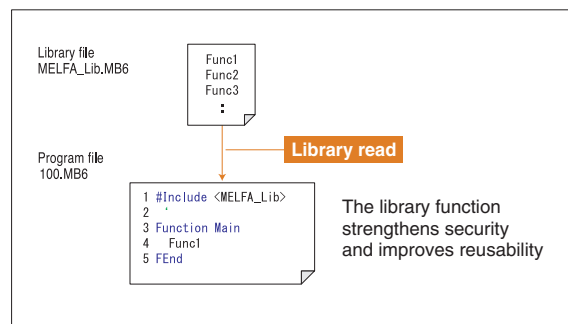 Library file
MELFA_Lib.MB6
Func1
Func2
Func3
:
Library read
Program file
100.MB6
1 #Include <MELFA_Lib>
2 '
3 Function Main
4 Func1
5 FEnd
The library function
strengthens security
and improves reusability